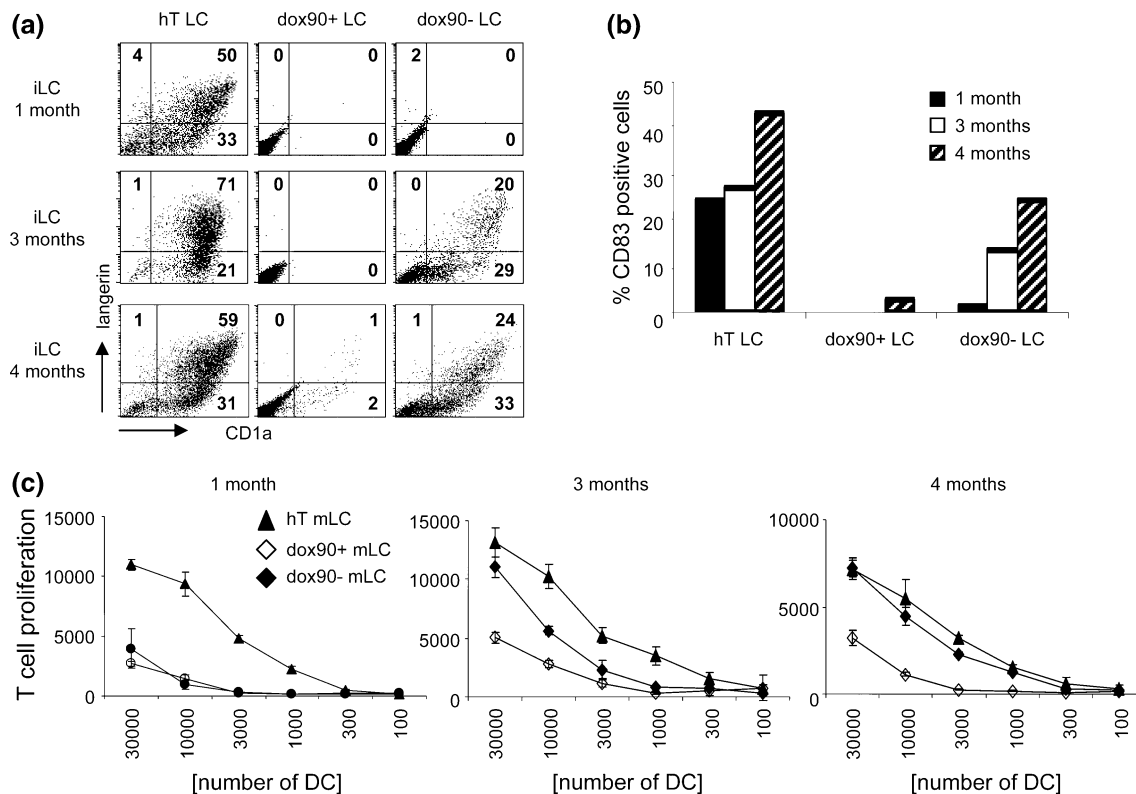 (a)
hT LC dox90+ LC dox90- LC
iLC
1 month
4 50 0 0 2 0
33 0 0
iLC
3 months
1 71 0 0 0 20
21 0 29
iLC
4 months
1 59 0 1 1 24
31 2 33
langerin
CD1a
(b)
% CD83 positive cells
50
40
30
20
10
0
1 month
3 months
4 months
hT LC dox90+ LC dox90- LC
(c)
1 month
T cell proliferation
15000
10000
5000
0
hT mLC
dox90+ mLC
dox90- mLC
30000 10000 3000 1000 300 100
[number of DC]
3 months
15000
10000
5000
0
30000 10000 3000 1000 300 100
[number of DC]
4 months
10000
5000
0
30000 10000 3000 1000 300 100
[number of DC]